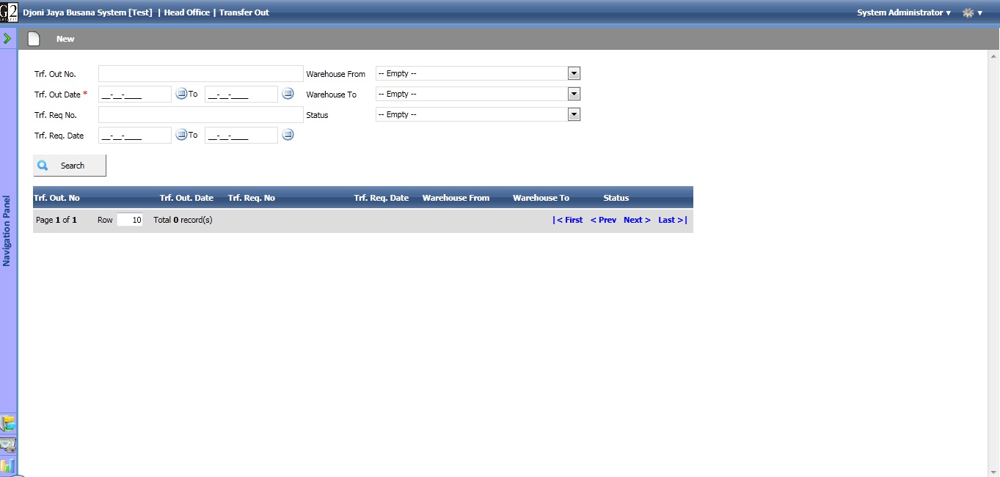 G2 Djoni Jaya Busana System [Test] | Head Office | Transfer Out System Administrator ▼ ▼
New
Trf. Out No. Warehouse From -- Empty --
Trf. Out Date * __-__-____ To __-__-____ Warehouse To -- Empty --
Trf. Req No. Status -- Empty --
Trf. Req. Date __-__-____ To __-__-____
Search
Trf. Out. No Trf. Out. Date Trf. Req. No Trf. Req. Date Warehouse From Warehouse To Status
Page 1 of 1 Row 10 Total 0 record(s) |< First < Prev Next > Last >|
Navigation Panel